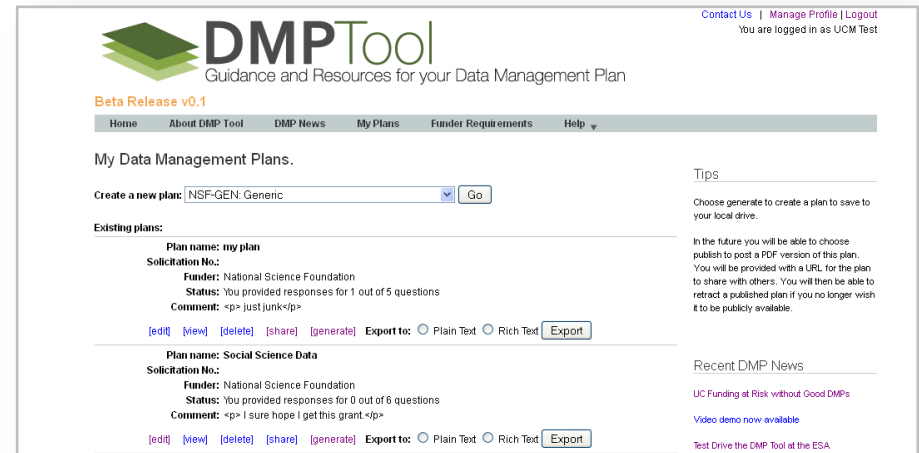 Contact Us | Manage Profile | Logout
You are logged in as UCM Test
DMPTool
Guidance and Resources for your Data Management Plan
Beta Release v0.1
Home About DMP Tool DMP News My Plans Funder Requirements Help
My Data Management Plans.
Create a new plan: NSF-GEN: Generic Go
Existing plans:
Plan name: my plan
Solicitation No.:
Funder: National Science Foundation
Status: You provided responses for 1 out of 5 questions
Comment: <p> just junk</p>
[edit] [view] [delete] [share] [generate] Export to: Plain Text Rich Text Export
Plan name: Social Science Data
Solicitation No.:
Funder: National Science Foundation
Status: You provided responses for 0 out of 6 questions
Comment: <p> I sure hope I get this grant.</p>
[edit] [view] [delete] [share] [generate] Export to: Plain Text Rich Text Export
Tips
Choose generate to create a plan to save to
your local drive.
In the future you will be able to choose
publish to post a PDF version of this plan.
You will be provided with a URL for the plan
to share with others. You will then be able to
retract a published plan if you no longer wish
it to be publicly available.
Recent DMP News
UC Funding at Risk without Good DMPs
Video demo now available
Test Drive the DMP Tool at the ESA